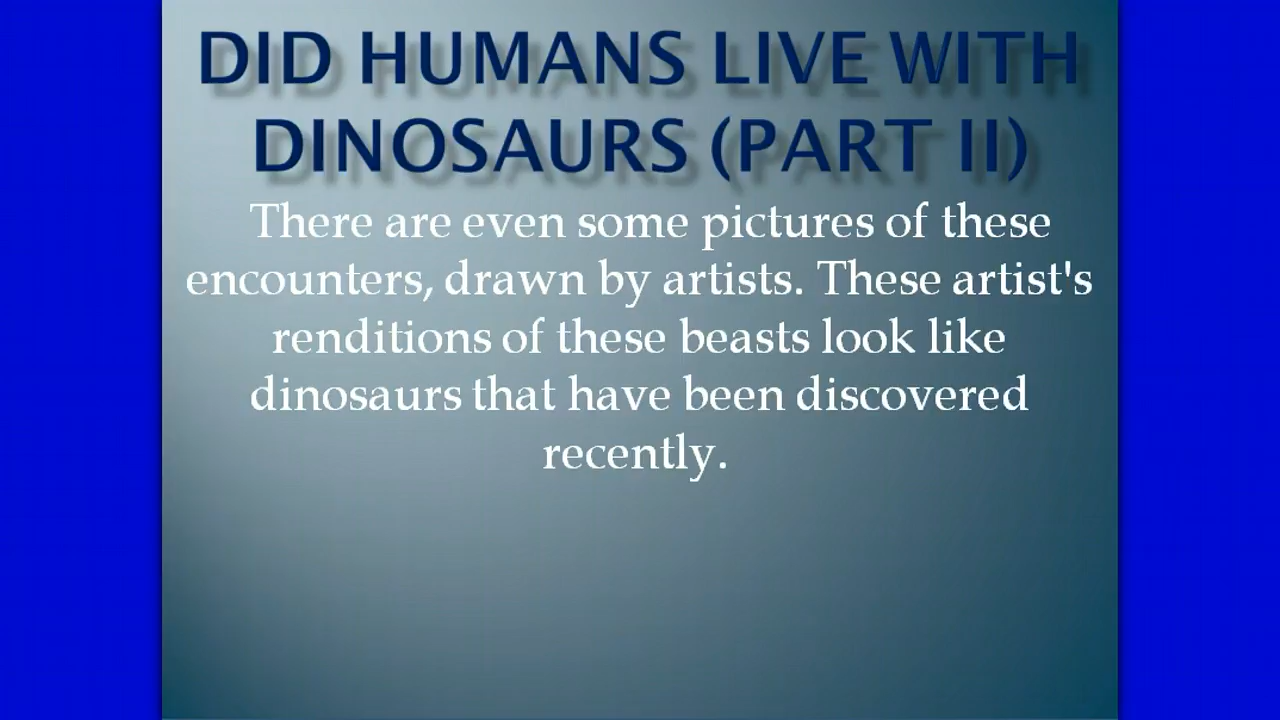 DID HUMANS LIVE WITH
DINOSAURS (PART II)
There are even some pictures of these
encounters, drawn by artists. These artist's
renditions of these beasts look like
dinosaurs that have been discovered
recently.